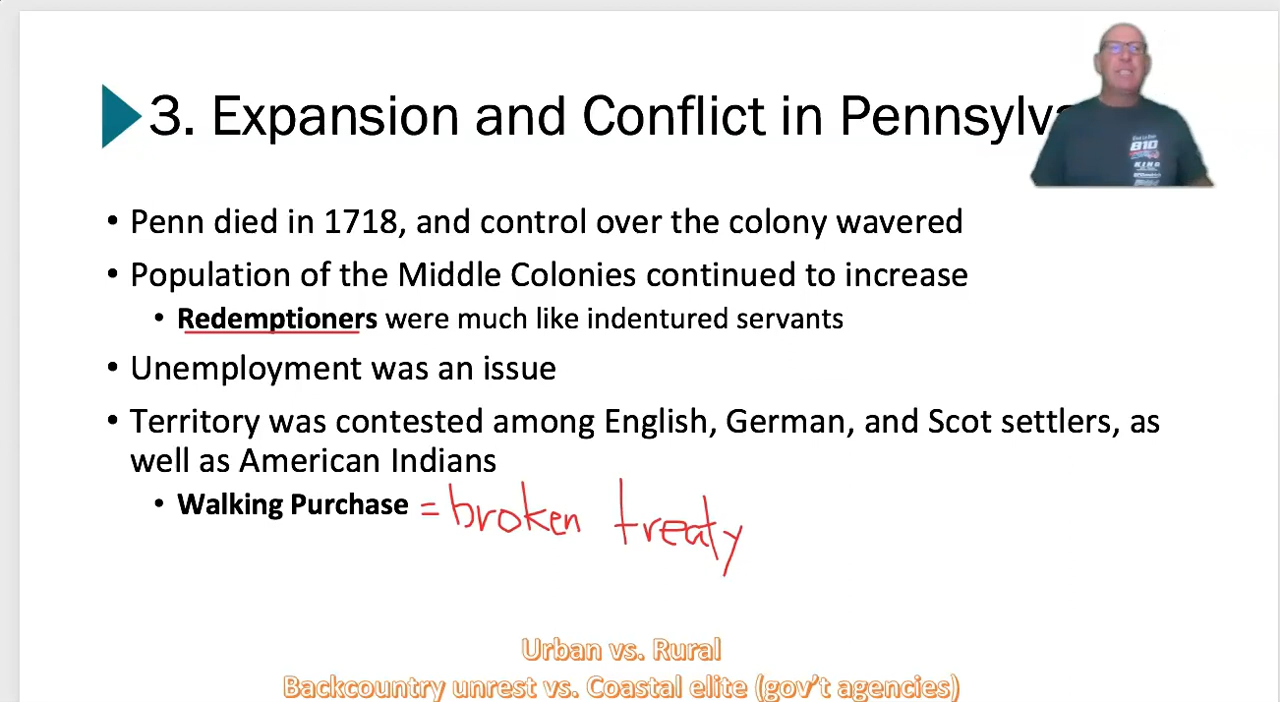 3. Expansion and Conflict in Pennsylva
• Penn died in 1718, and control over the colony wavered
• Population of the Middle Colonies continued to increase
• Redemptioners were much like indentured servants
• Unemployment was an issue
• Territory was contested among English, German, and Scot settlers, as
well as American Indians
• Walking Purchase = broken treaty
Urban vs. Rural
Backcountry unrest vs. Coastal elite (gov't agencies)
810
KING